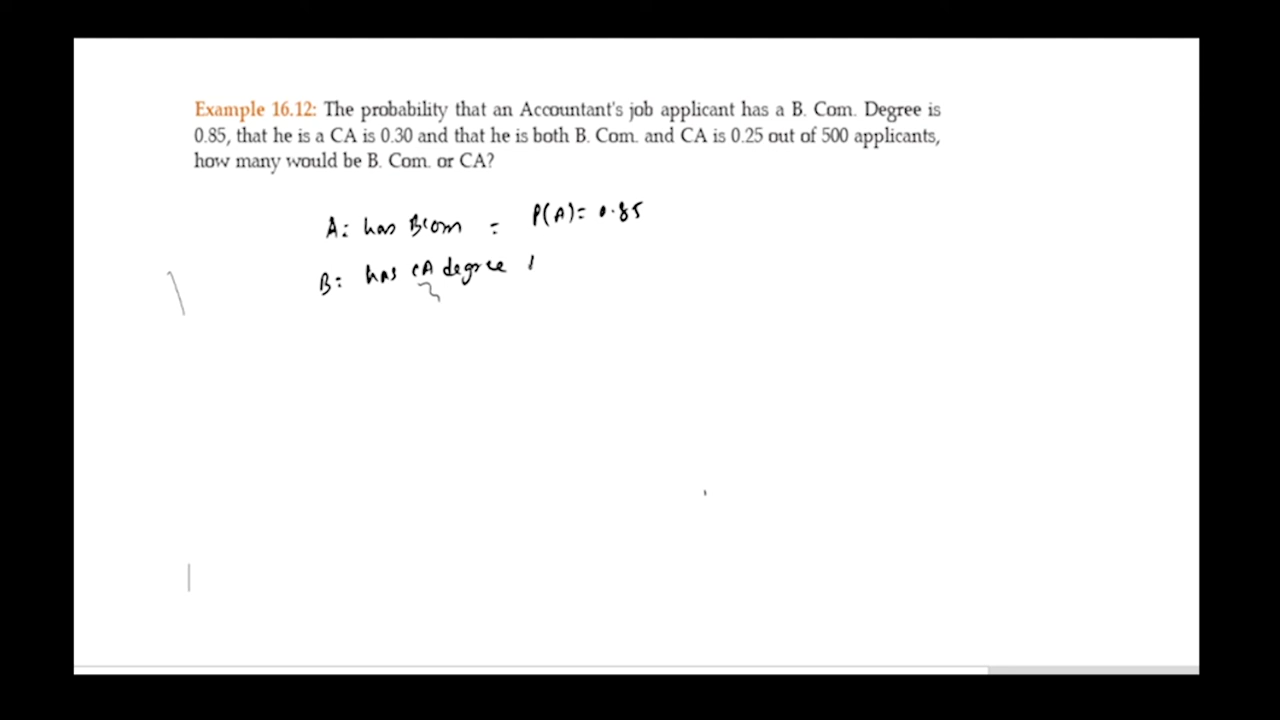 Example 16.12: The probability that an Accountant's job applicant has a B. Com. Degree is
0.85, that he is a CA is 0.30 and that he is both B. Com. and CA is 0.25 out of 500 applicants,
how many would be B. Com. or CA?
A: has Bcom = P(A)= 0.85
B: has CA degree